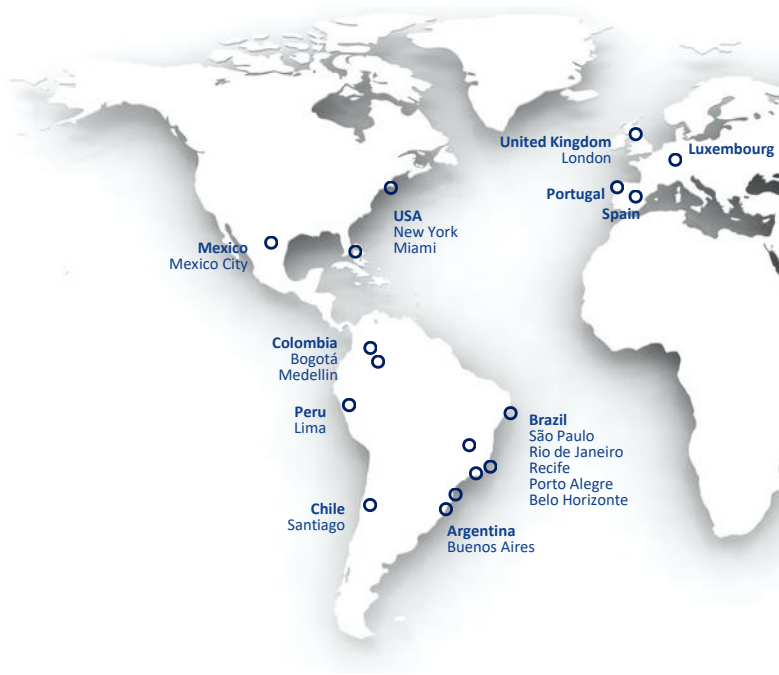 United Kingdom
London
Luxembourg
Portugal
Spain
USA
New York
Miami
Mexico
Mexico City
Colombia
Bogotá
Medellin
Peru
Lima
Brazil
São Paulo
Rio de Janeiro
Recife
Porto Alegre
Belo Horizonte
Chile
Santiago
Argentina
Buenos Aires